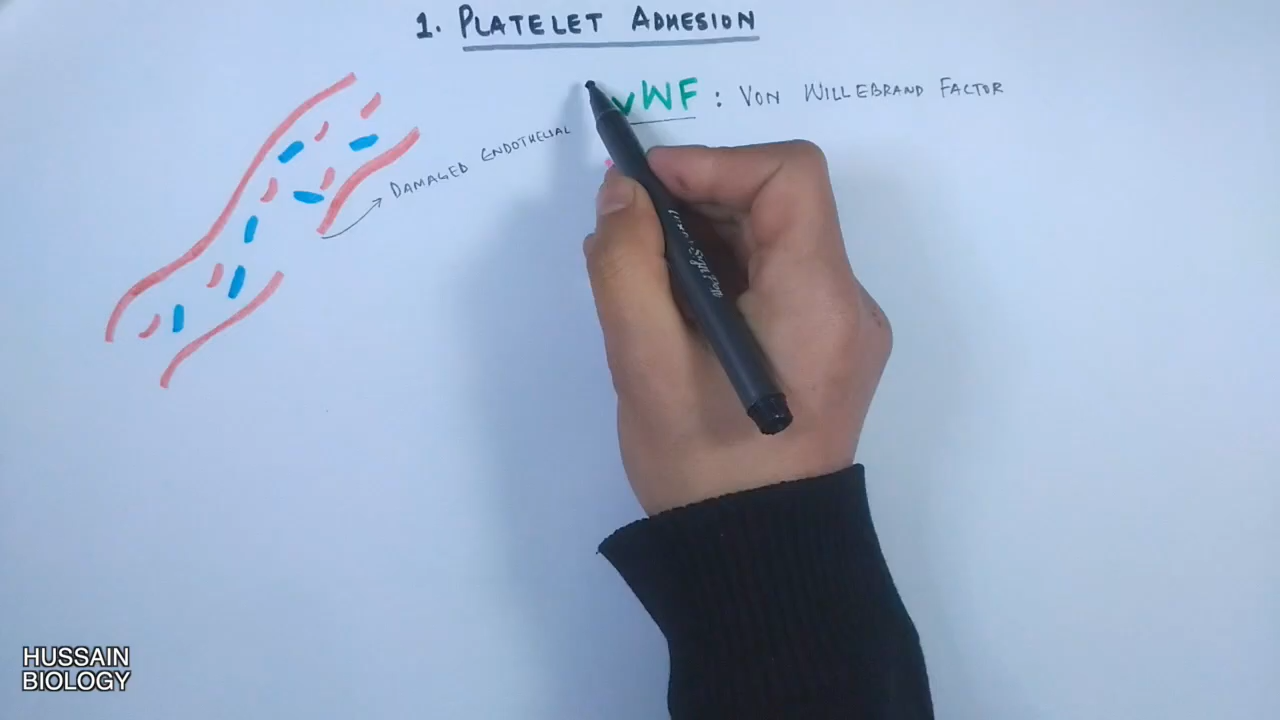 1. PLATELET ADHESION
vWF : VON WILLEBRAND FACTOR
DAMAGED ENDOTHELIAL
HUSSAIN
BIOLOGY